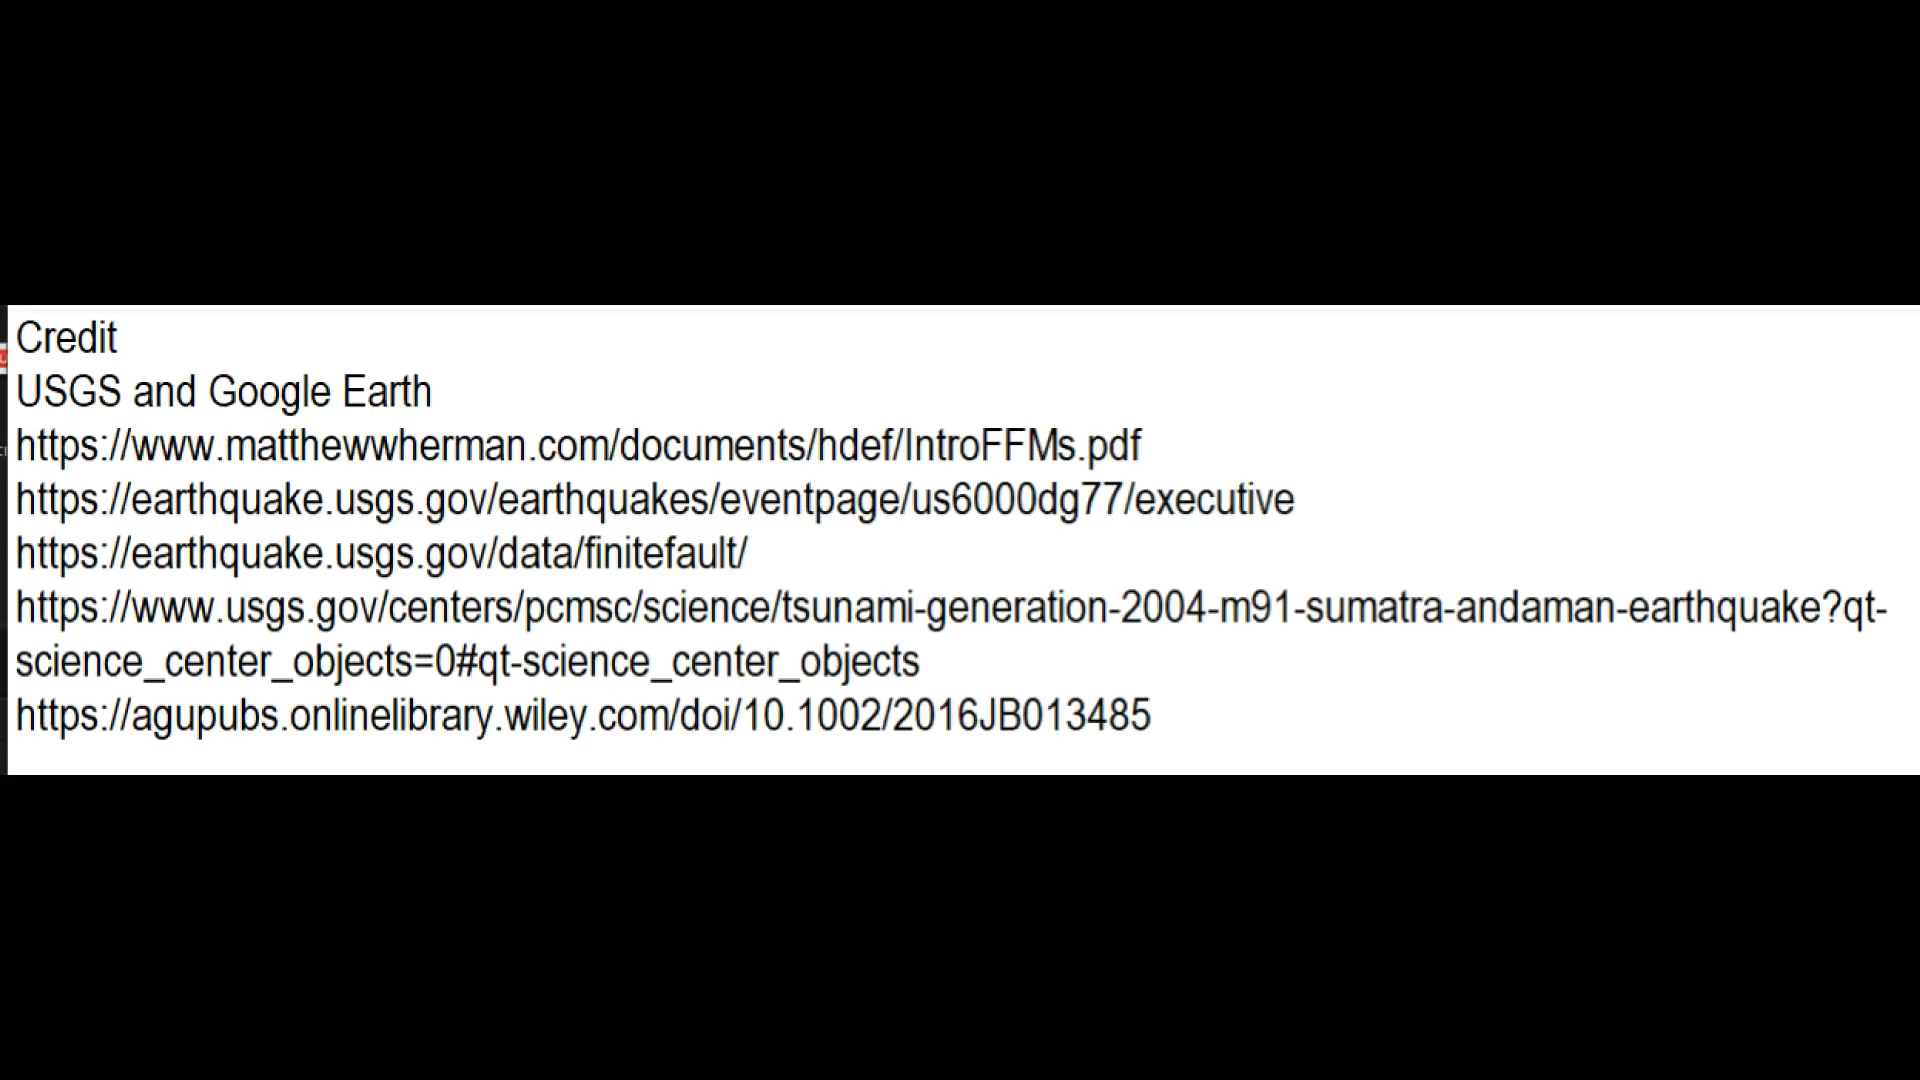 Credit
USGS and Google Earth
https://www.matthewwherman.com/documents/hdef/IntroFFMs.pdf
https://earthquake.usgs.gov/earthquakes/eventpage/us6000dg77/executive
https://earthquake.usgs.gov/data/finitefault/
https://www.usgs.gov/centers/pcmsc/science/tsunami-generation-2004-m91-sumatra-andaman-earthquake?qt-
science_center_objects=0#qt-science_center_objects
https://agupubs.onlinelibrary.wiley.com/doi/10.1002/2016JB013485